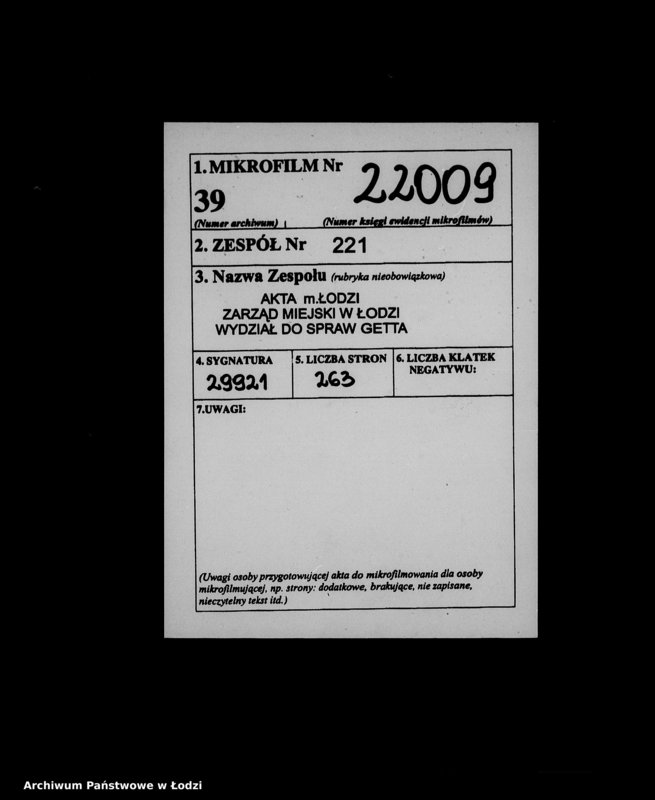 1. MIKROFILM Nr
39 22009
(Numer archiwum) (Numer księgi ewidencji mikrofilmów)
2. ZESPÓŁ Nr 221
3. Nazwa Zespołu (rubryka nieobowiązkowa)
AKTA m.ŁODZI
ZARZĄD MIEJSKI W ŁODZI
WYDZIAŁ DO SPRAW GETTA
4. SYGNATURA 5. LICZBA STRON 6. LICZBA KLATEK
NEGATYWU:
29921 263
7.UWAGI:
(Uwagi osoby przygotowującej akta do mikrofilmowania dla osoby
mikrofilmującej, np. strony: dodatkowe, brakujące, nie zapisane,
nieczytelny tekst itd.)
Archiwum Państwowe w Łodzi